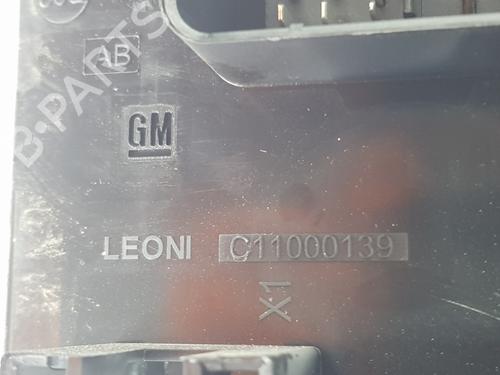 AB
B-PARTS
GM
LEONI C11000139
X1